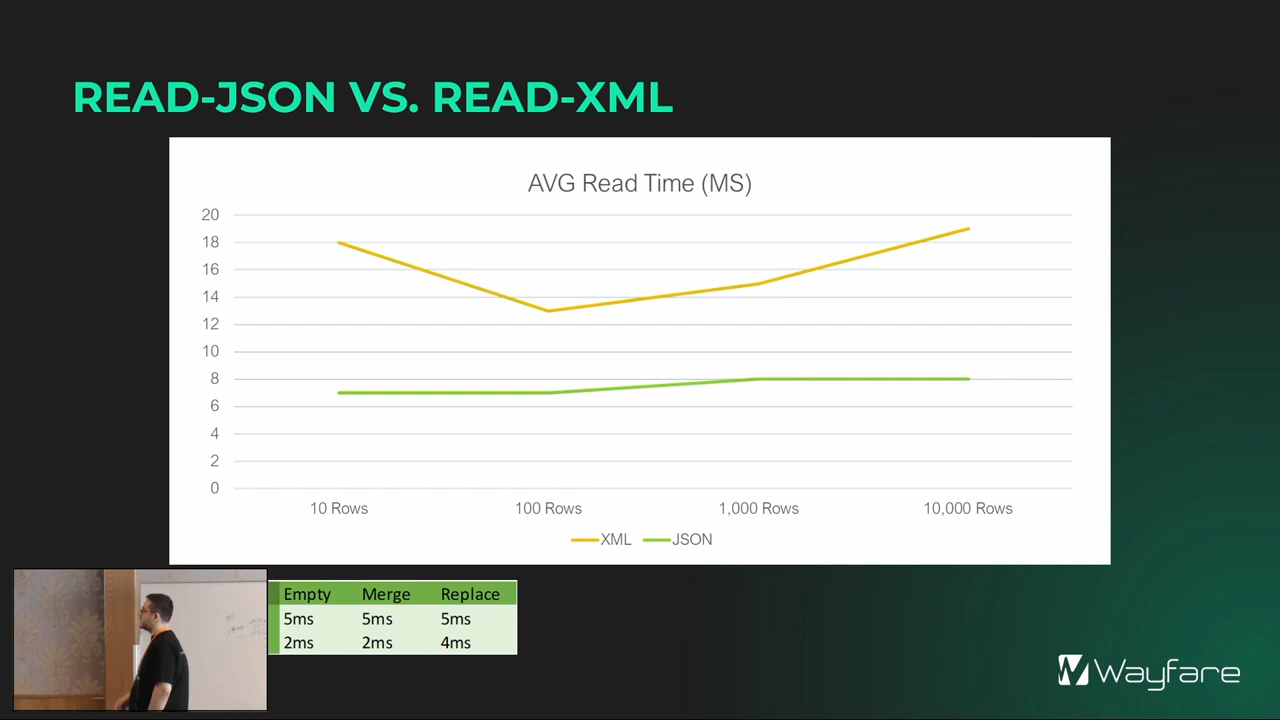 READ-JSON VS. READ-XML
AVG Read Time (MS)
20
18
16
14
12
10
8
6
4
2
0
10 Rows 100 Rows 1,000 Rows 10,000 Rows
XML JSON
Empty Merge Replace
5ms 5ms 5ms
2ms 2ms 4ms
Wayfare